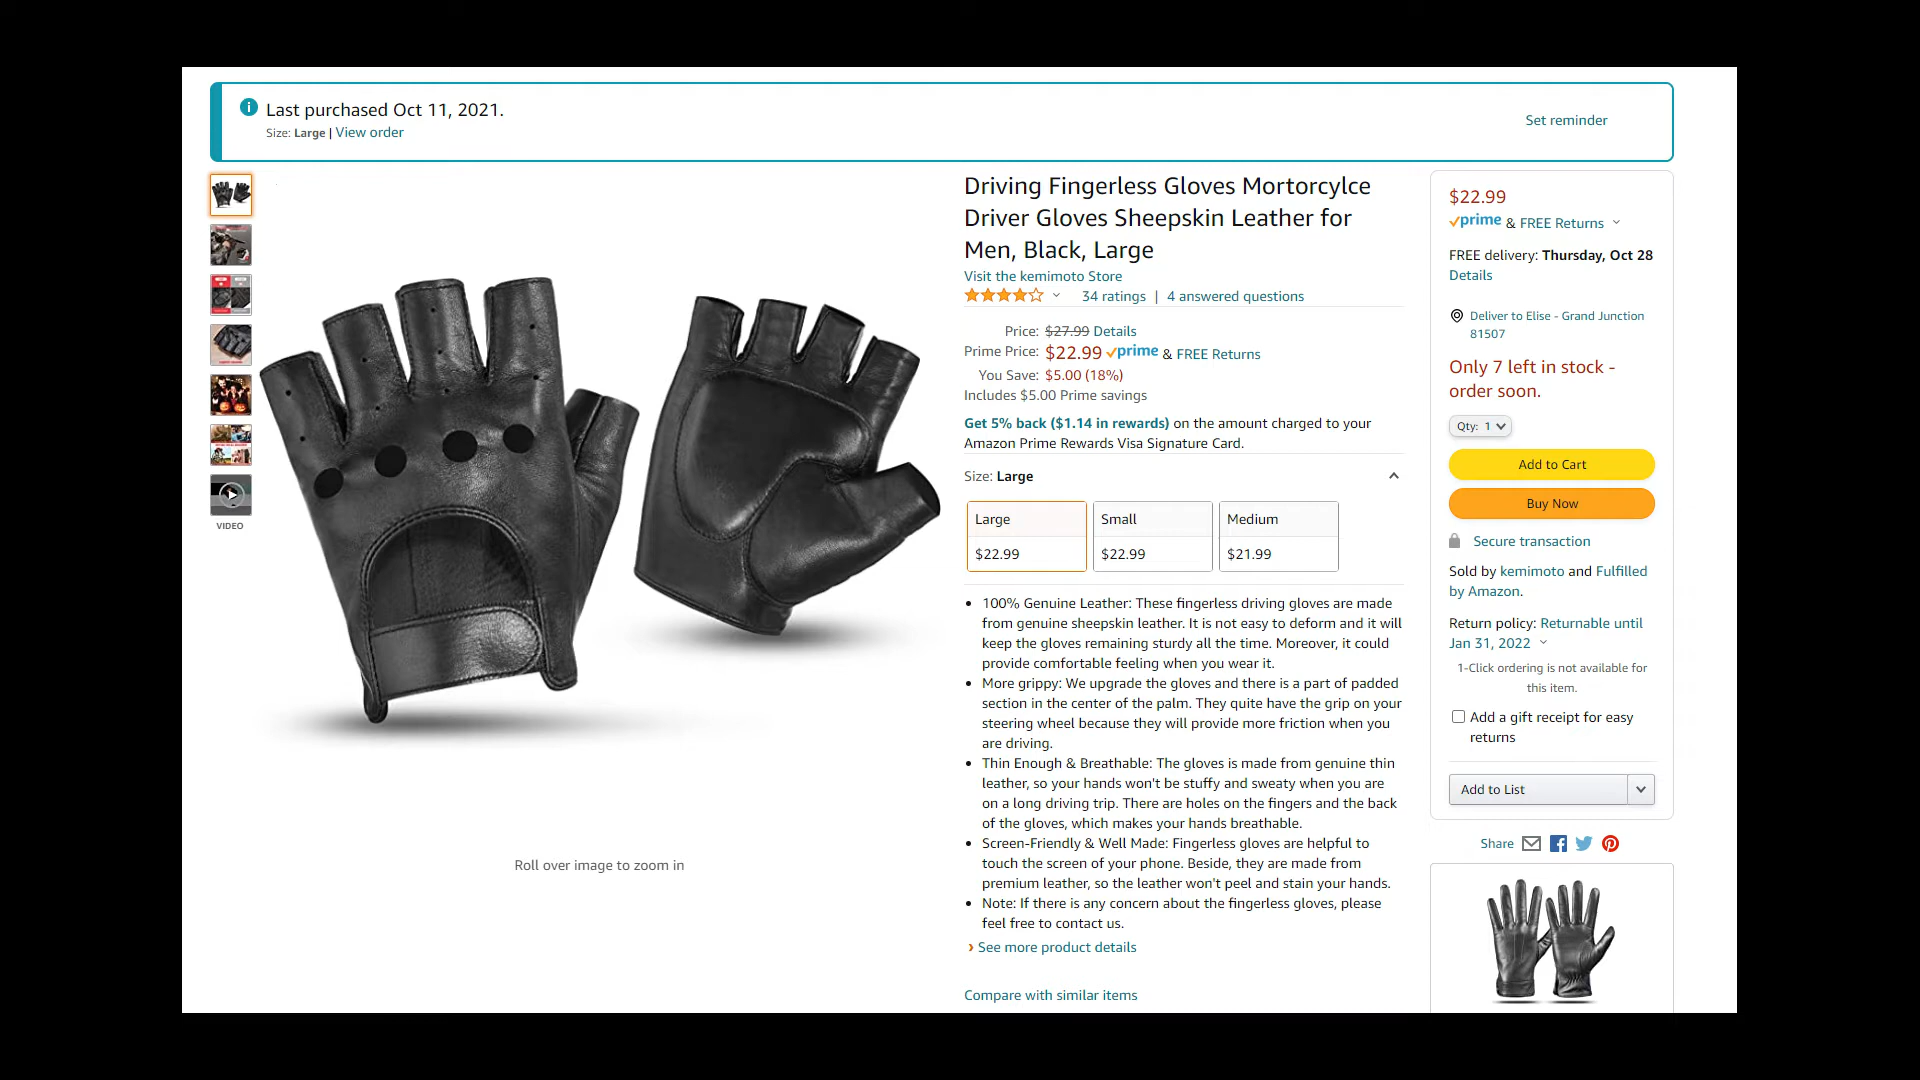 Last purchased Oct 11, 2021.
Size: Large | View order
Set reminder
VIDEO
Roll over image to zoom in
Driving Fingerless Gloves Mortorcylce
Driver Gloves Sheepskin Leather for
Men, Black, Large
Visit the kemimoto Store
34 ratings | 4 answered questions
Price: $27.99 Details
Prime Price: $22.99 prime & FREE Returns
You Save: $5.00 (18%)
Includes $5.00 Prime savings
Get 5% back ($1.14 in rewards) on the amount charged to your
Amazon Prime Rewards Visa Signature Card.
Size: Large
Large
$22.99
Small
$22.99
Medium
$21.99
• 100% Genuine Leather: These fingerless driving gloves are made
from genuine sheepskin leather. It is not easy to deform and it will
keep the gloves remaining sturdy all the time. Moreover, it could
provide comfortable feeling when you wear it.
• More grippy: We upgrade the gloves and there is a part of padded
section in the center of the palm. They quite have the grip on your
steering wheel because they will provide more friction when you
are driving.
• Thin Enough & Breathable: The gloves is made from genuine thin
leather, so your hands won't be stuffy and sweaty when you are
on a long driving trip. There are holes on the fingers and the back
of the gloves, which makes your hands breathable.
• Screen-Friendly & Well Made: Fingerless gloves are helpful to
touch the screen of your phone. Beside, they are made from
premium leather, so the leather won't peel and stain your hands.
• Note: If there is any concern about the fingerless gloves, please
feel free to contact us.
› See more product details
Compare with similar items
$22.99
prime & FREE Returns
FREE delivery: Thursday, Oct 28
Details
Deliver to Elise - Grand Junction
81507
Only 7 left in stock -
order soon.
Qty: 1
Add to Cart
Buy Now
Secure transaction
Sold by kemimoto and Fulfilled
by Amazon.
Return policy: Returnable until
Jan 31, 2022
1-Click ordering is not available for
this item.
Add a gift receipt for easy
returns
Add to List
Share